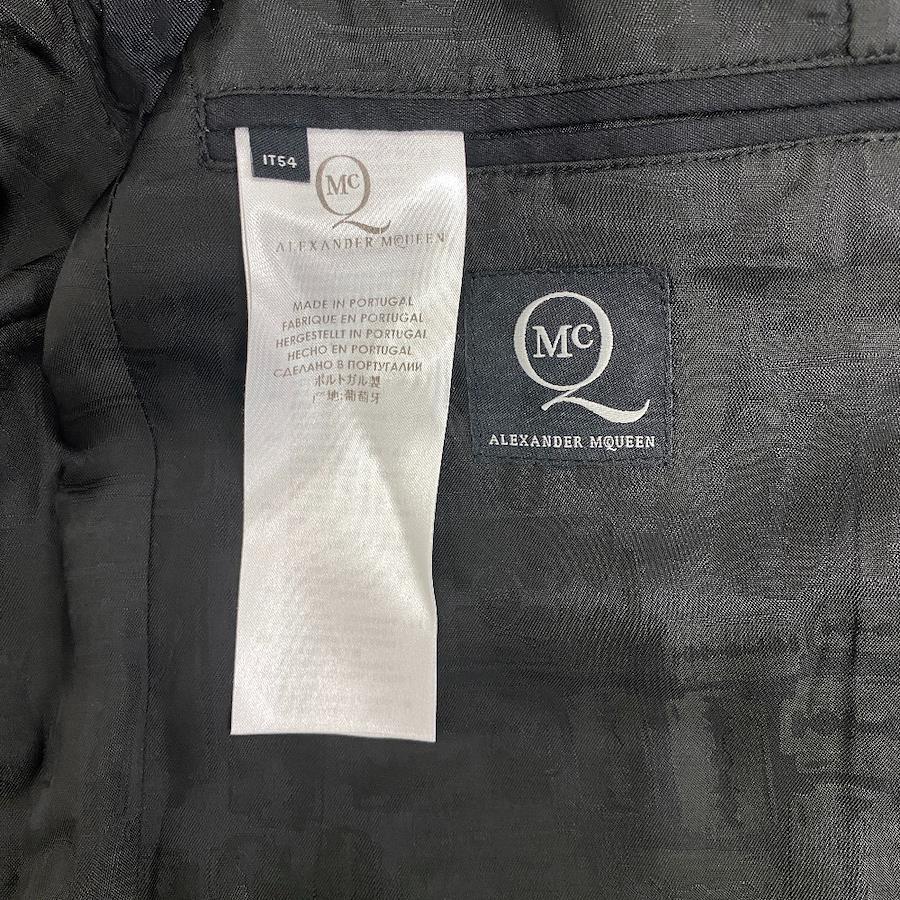 IT54
McQ
ALEXANDER McQUEEN
MADE IN PORTUGAL
FABRIQUE EN PORTUGAL
HERGESTELLT IN PORTUGAL
HECHO EN PORTUGAL
СДЕЛАНО В ПОРТУГАЛИИ
ポルトガル製
产地:葡萄牙
McQ
ALEXANDER McQUEEN